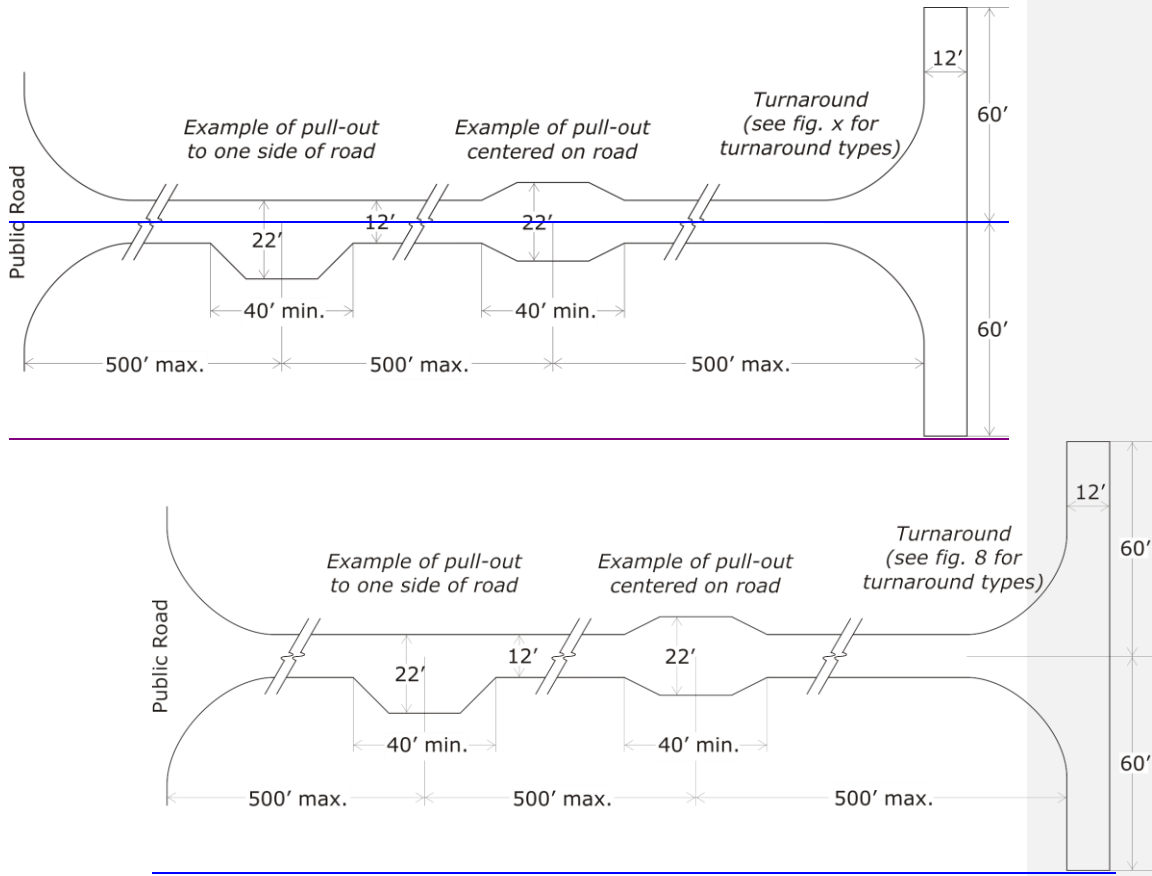 12′
60′
Example of pull-out
to one side of road
Example of pull-out
centered on road
Turnaround
(see fig. x for
turnaround types)
Public Road
22′
12′
22′
40′ min.
40′ min.
60′
500′ max.
500′ max.
500′ max.
12′
60′
Example of pull-out
to one side of road
Example of pull-out
centered on road
Turnaround
(see fig. 8 for
turnaround types)
Public Road
22′
12′
22′
40′ min.
40′ min.
60′
500′ max.
500′ max.
500′ max.